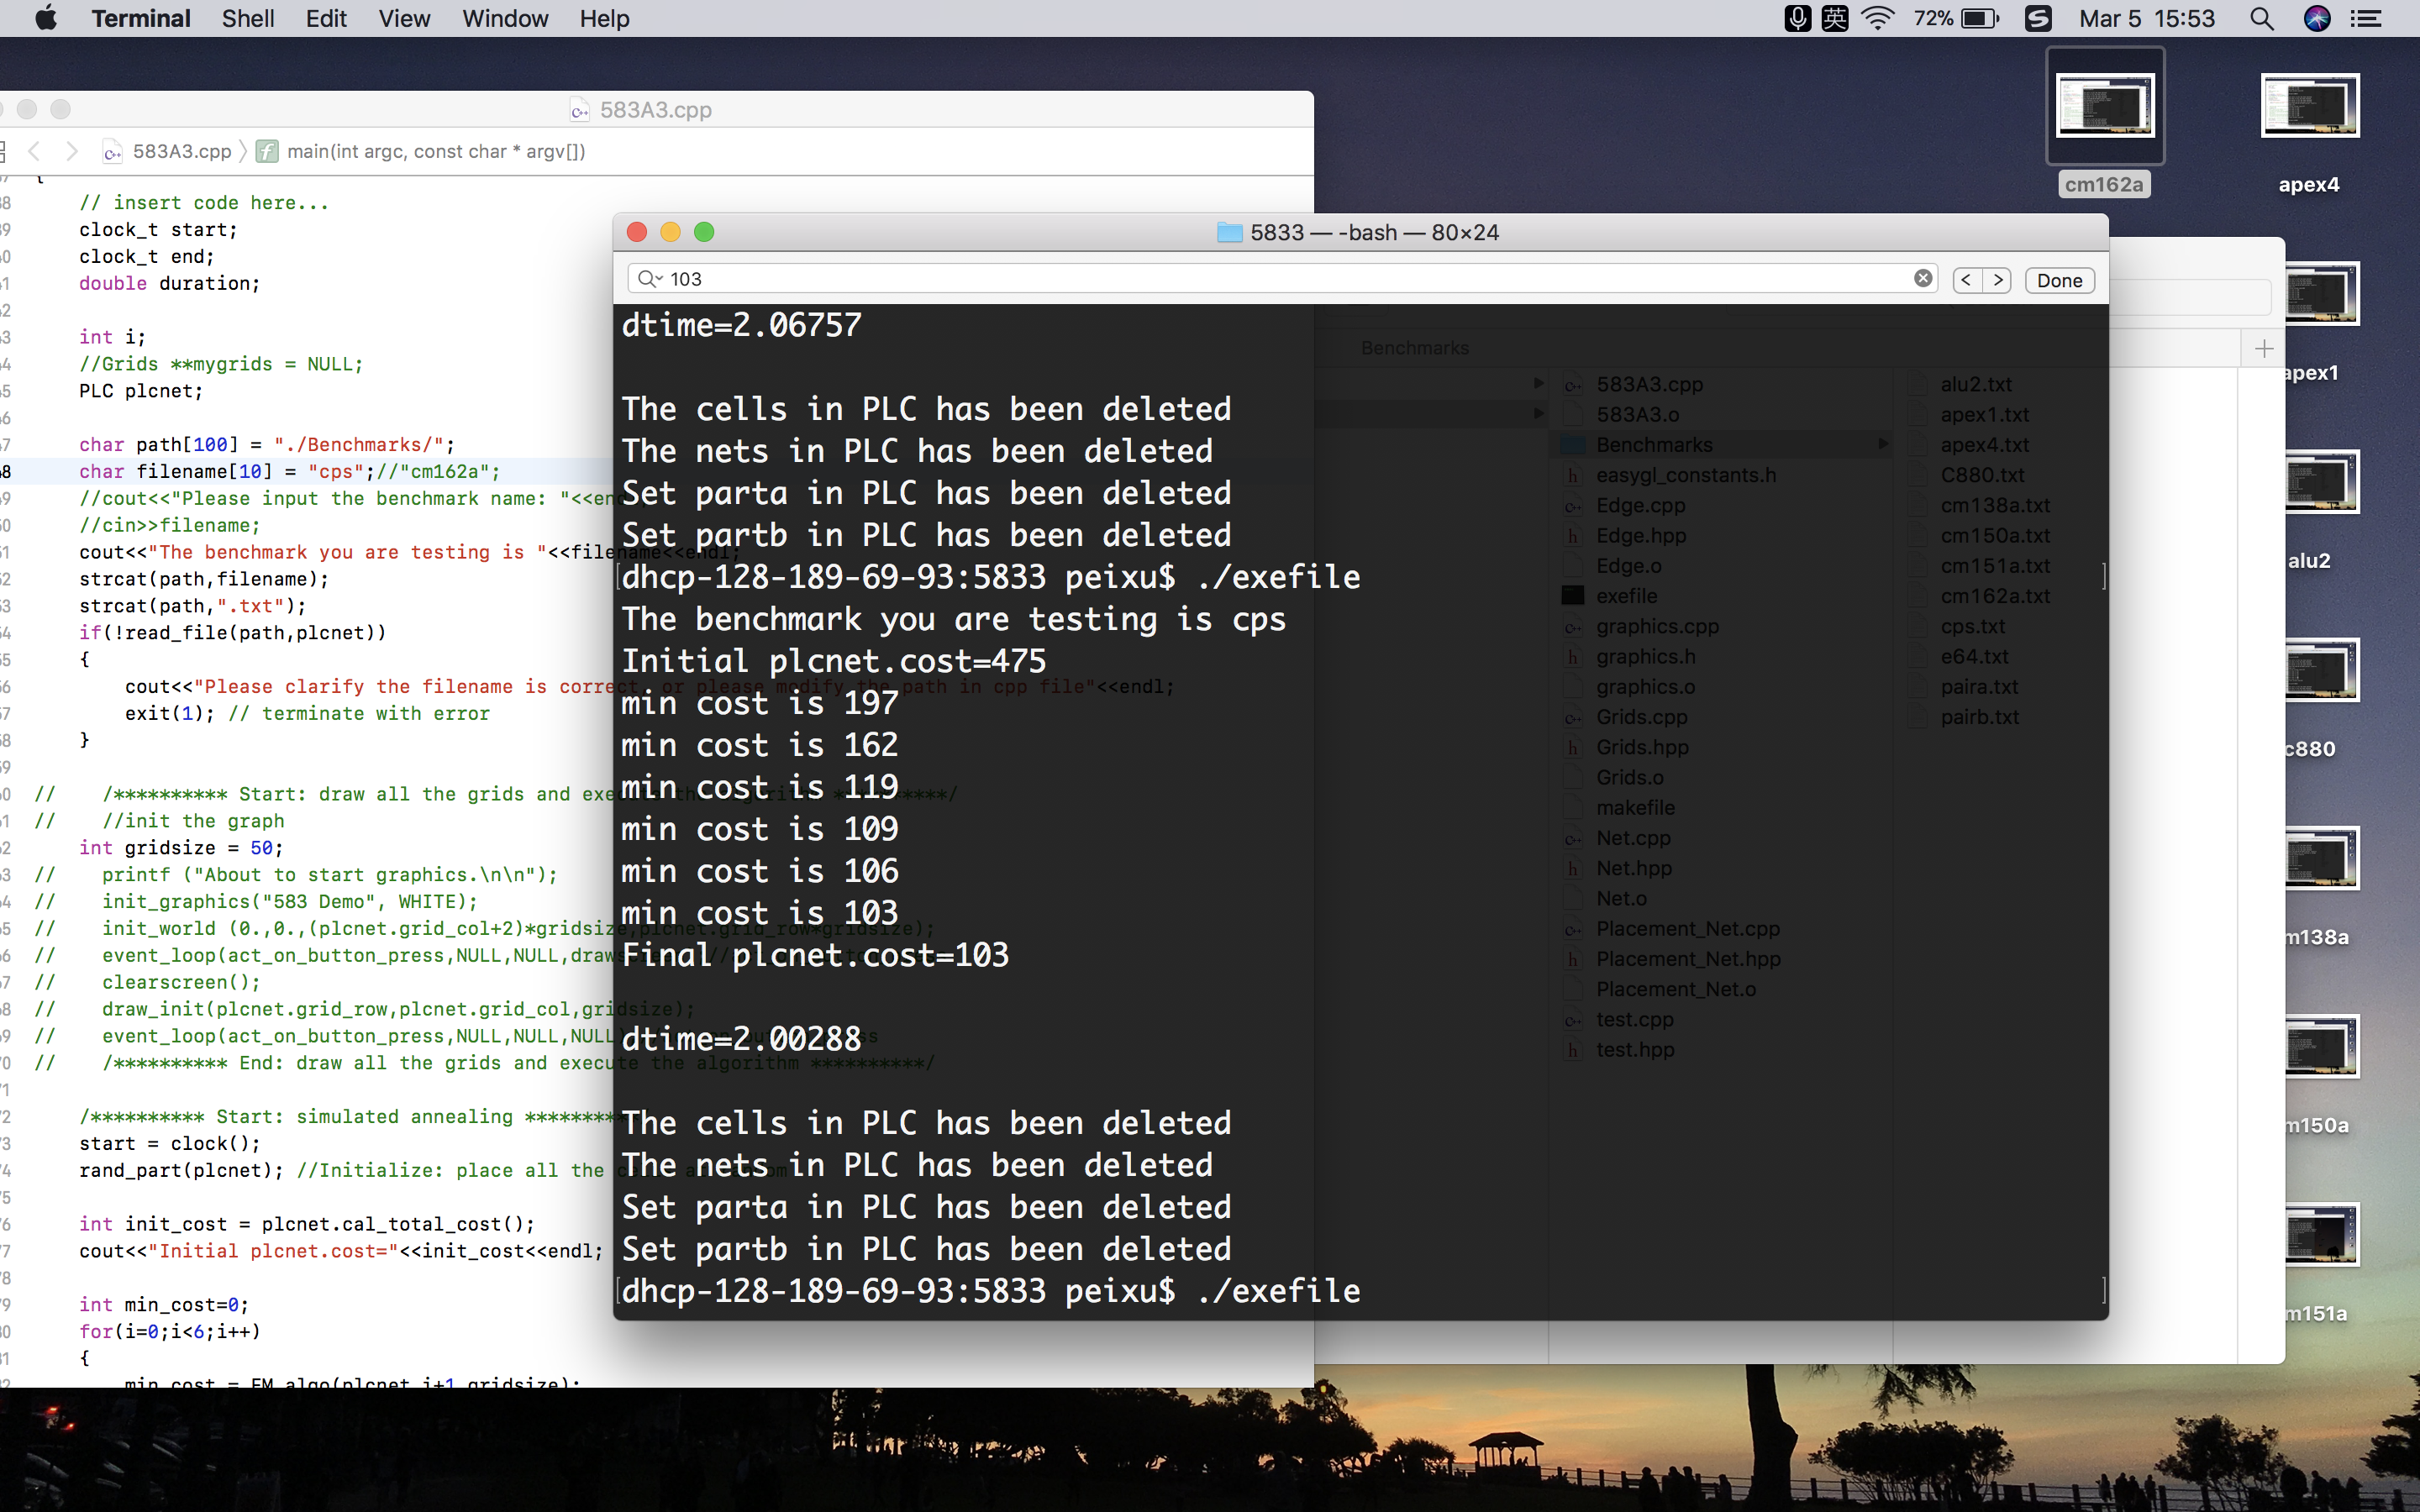 Terminal Shell Edit View Window Help
英 72% Mar 5 15:53
583A3.cpp
583A3.cpp main(int argc, const char * argv[])
{
// insert code here...
clock_t start;
clock_t end;
double duration;
int i;
//Grids **mygrids = NULL;
PLC plcnet;
char path[100] = "./Benchmarks/";
char filename[10] = "cps";//"cm162a";
//cout<<"Please input the benchmark name: "<<en
//cin>>filename;
cout<<"The benchmark you are testing is "<<filename<<endl;
strcat(path,filename);
strcat(path,".txt");
if(!read_file(path,plcnet))
{
cout<<"Please clarify the filename is correct, or please modify the path in cpp file"<<endl;
exit(1); // terminate with error
}
// /********** Start: draw all the grids and execute the algorithm **********/
// //init the graph
int gridsize = 50;
// printf ("About to start graphics.\n\n");
// init_graphics("583 Demo", WHITE);
// init_world (0.,0.,(plcnet.grid_col+2)*gridsize,plcnet.grid_row*gridsize);
// event_loop(act_on_button_press,NULL,NULL,draws
// clearscreen();
// draw_init(plcnet.grid_row,plcnet.grid_col,gridsize);
// event_loop(act_on_button_press,NULL,NULL,NULL)
// /********** End: draw all the grids and execute the algorithm **********/
/********** Start: simulated annealing ********
start = clock();
rand_part(plcnet); //Initialize: place all the
int init_cost = plcnet.cal_total_cost();
cout<<"Initial plcnet.cost="<<init_cost<<endl;
int min_cost=0;
for(i=0;i<6;i++)
{
min_cost = FM_algo(plcnet,i+1,gridsize);
5833 — -bash — 80×24
103
< > Done
dtime=2.06757
The cells in PLC has been deleted
The nets in PLC has been deleted
Set parta in PLC has been deleted
Set partb in PLC has been deleted
[dhcp-128-189-69-93:5833 peixu$ ./exefile ]
The benchmark you are testing is cps
Initial plcnet.cost=475
min cost is 197
min cost is 162
min cost is 119
min cost is 109
min cost is 106
min cost is 103
Final plcnet.cost=103
dtime=2.00288
The cells in PLC has been deleted
The nets in PLC has been deleted
Set parta in PLC has been deleted
Set partb in PLC has been deleted
[dhcp-128-189-69-93:5833 peixu$ ./exefile ]
Benchmarks
583A3.cpp
583A3.o
Benchmarks
easygl_constants.h
Edge.cpp
Edge.hpp
Edge.o
exefile
graphics.cpp
graphics.h
graphics.o
Grids.cpp
Grids.hpp
Grids.o
makefile
Net.cpp
Net.hpp
Net.o
Placement_Net.cpp
Placement_Net.hpp
Placement_Net.o
test.cpp
test.hpp
alu2.txt
apex1.txt
apex4.txt
C880.txt
cm138a.txt
cm150a.txt
cm151a.txt
cm162a.txt
cps.txt
e64.txt
paira.txt
pairb.txt
cm162a
apex4
apex1
alu2
c880
m138a
m150a
m151a